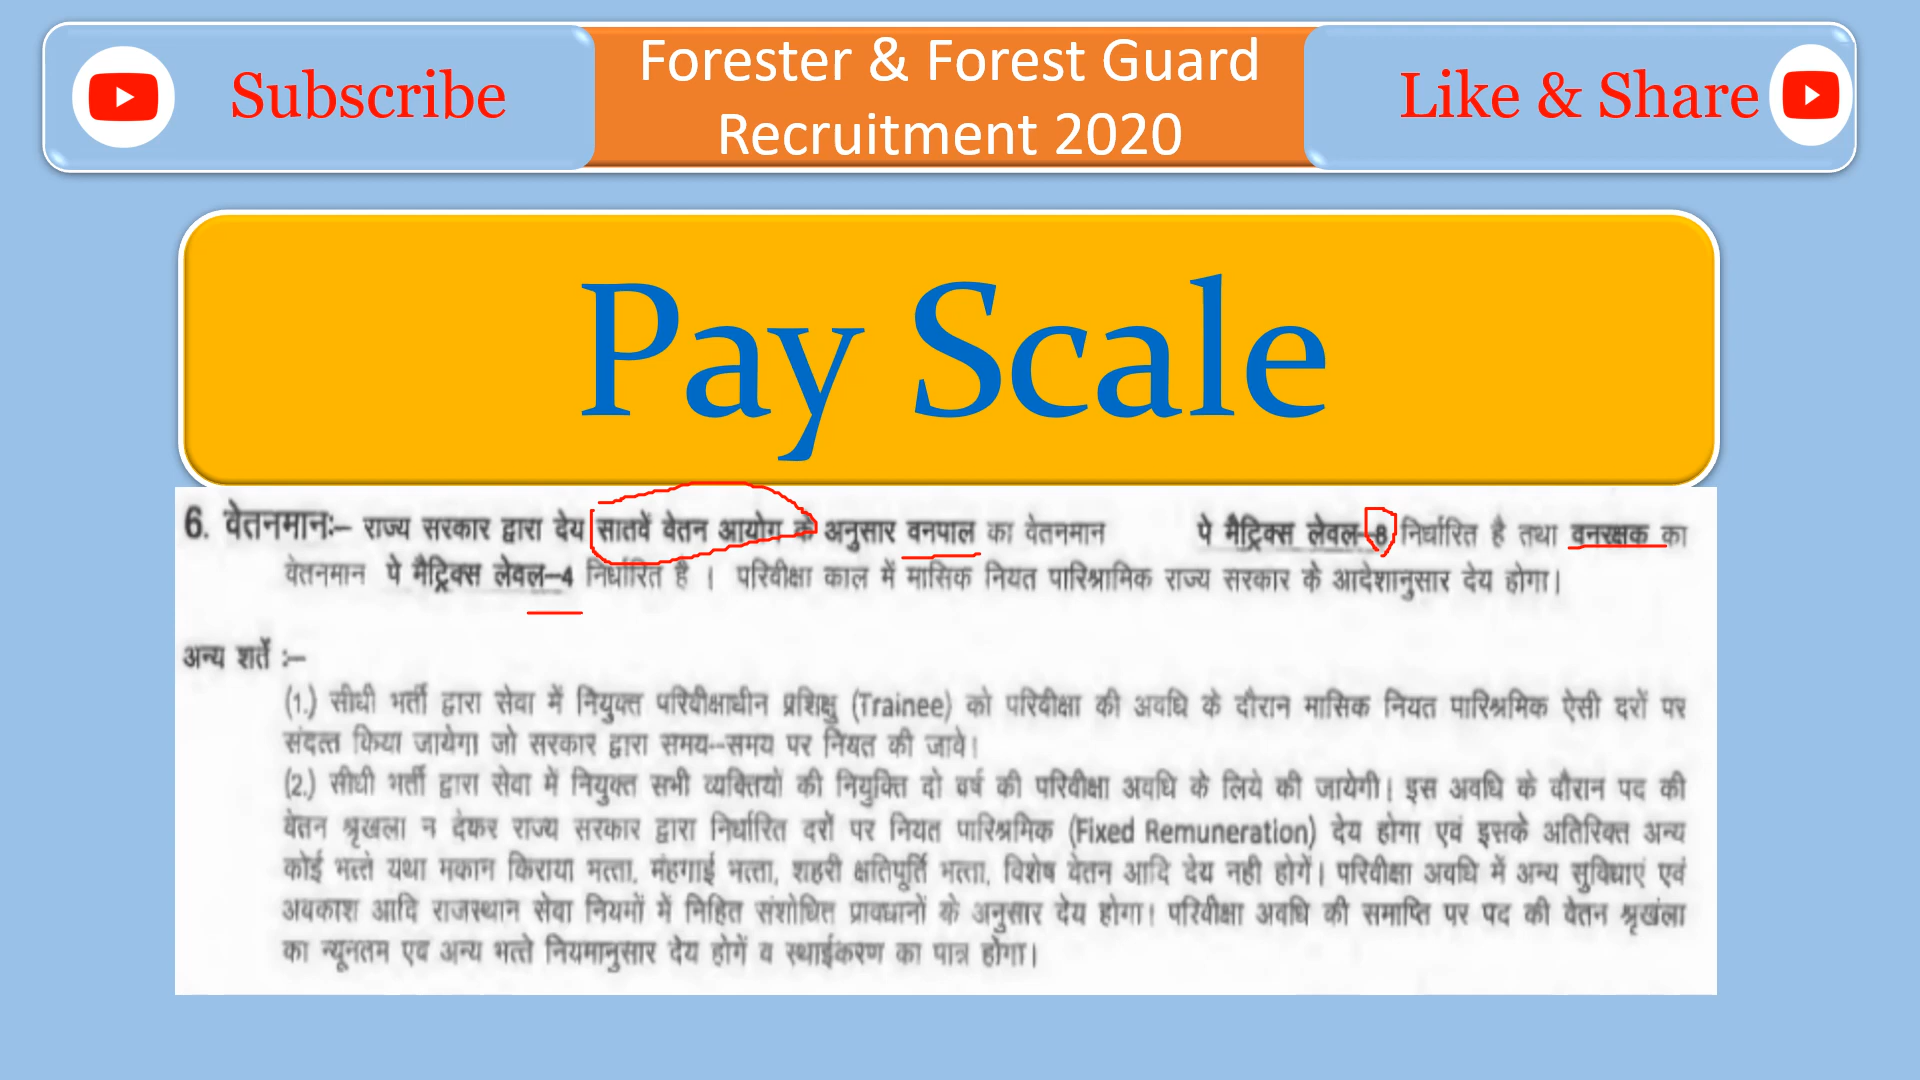 Subscribe
Forester & Forest Guard
Recruitment 2020
Like & Share
Pay Scale
6. वेतनमानः– राज्य सरकार द्वारा देय सातवें वेतन आयोग के अनुसार वनपाल का वेतनमान पे मैट्रिक्स लेवल–8 निर्धारित है तथा वनरक्षक का
वेतनमान पे मैट्रिक्स लेवल–4 निर्धारित है । परिवीक्षा काल में मासिक नियत पारिश्रामिक राज्य सरकार के आदेशानुसार देय होगा।
अन्य शर्ते :–
(1.) सीधी भर्ती द्वारा सेवा में नियुक्त परिवीक्षाधीन प्रशिक्षु (Trainee) को परिवीक्षा की अवधि के दौरान मासिक नियत पारिश्रमिक ऐसी दरों पर
संदत्त किया जायेगा जो सरकार द्वारा समय–समय पर नियत की जावे।
(2.) सीधी भर्ती द्वारा सेवा में नियुक्त सभी व्यक्तियों की नियुक्ति दो वर्ष की परिवीक्षा अवधि के लिये की जायेगी। इस अवधि के दौरान पद की
वेतन श्रृखला न देकर राज्य सरकार द्वारा निर्धारित दरों पर नियत पारिश्रमिक (Fixed Remuneration) देय होगा एवं इसके अतिरिक्त अन्य
कोई भत्ते यथा मकान किराया भत्ता, मंहगाई भत्ता, शहरी क्षतिपूर्ति भत्ता, विशेष वेतन आदि देय नही होगें। परिवीक्षा अवधि में अन्य सुविधाएं एवं
अवकाश आदि राजस्थान सेवा नियमों में निहित संशोधित प्रावधानों के अनुसार देय होगा। परिवीक्षा अवधि की समाप्ति पर पद की वेतन श्रृखंला
का न्यूनतम एव अन्य भत्ते नियमानुसार देय होगें व स्थाईकरण का पात्र होगा।